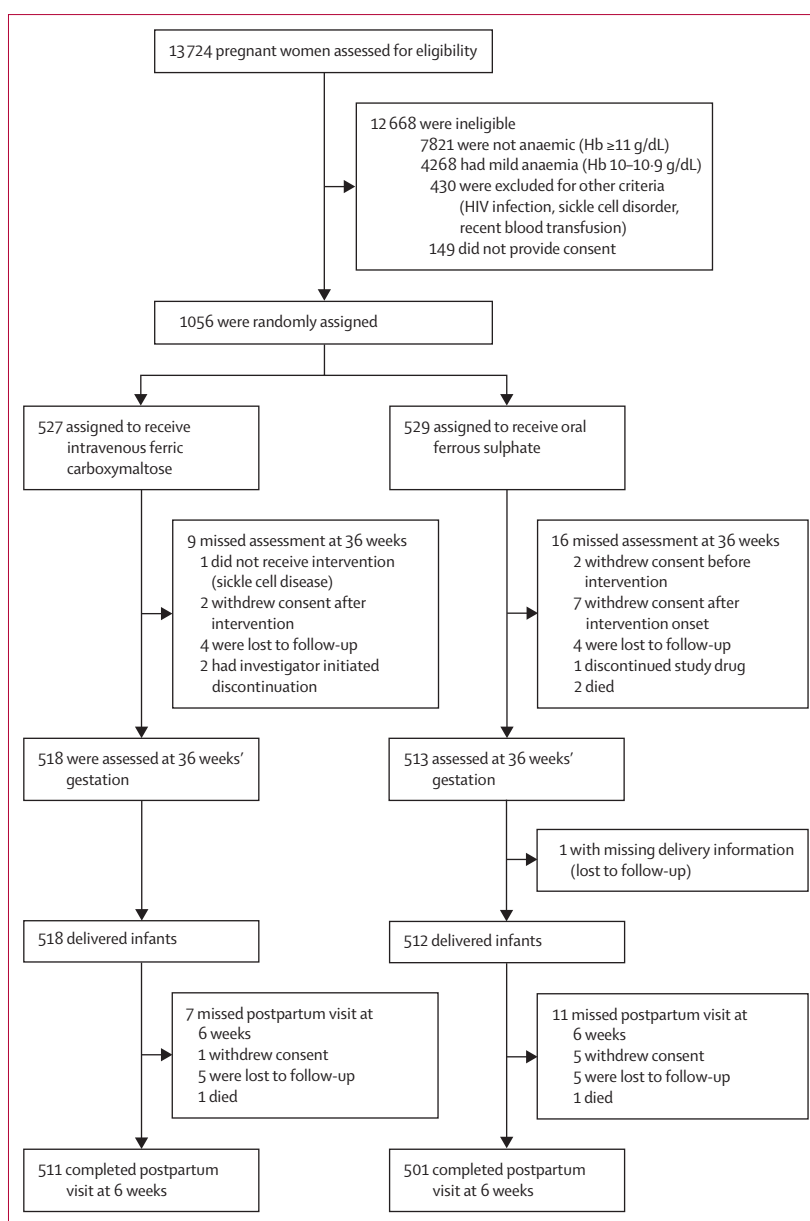 13 724 pregnant women assessed for eligibility
12 668 were ineligible
7821 were not anaemic (Hb ≥11 g/dL)
4268 had mild anaemia (Hb 10–10·9 g/dL)
430 were excluded for other criteria
(HIV infection, sickle cell disorder,
recent blood transfusion)
149 did not provide consent
1056 were randomly assigned
527 assigned to receive
intravenous ferric
carboxymaltose
529 assigned to receive oral
ferrous sulphate
9 missed assessment at 36 weeks
1 did not receive intervention
(sickle cell disease)
2 withdrew consent after
intervention
4 were lost to follow-up
2 had investigator initiated
discontinuation
16 missed assessment at 36 weeks
2 withdrew consent before
intervention
7 withdrew consent after
intervention onset
4 were lost to follow-up
1 discontinued study drug
2 died
518 were assessed at 36 weeks’
gestation
513 assessed at 36 weeks’
gestation
1 with missing delivery information
(lost to follow-up)
518 delivered infants
512 delivered infants
7 missed postpartum visit at
6 weeks
1 withdrew consent
5 were lost to follow-up
1 died
11 missed postpartum visit at
6 weeks
5 withdrew consent
5 were lost to follow-up
1 died
511 completed postpartum
visit at 6 weeks
501 completed postpartum
visit at 6 weeks